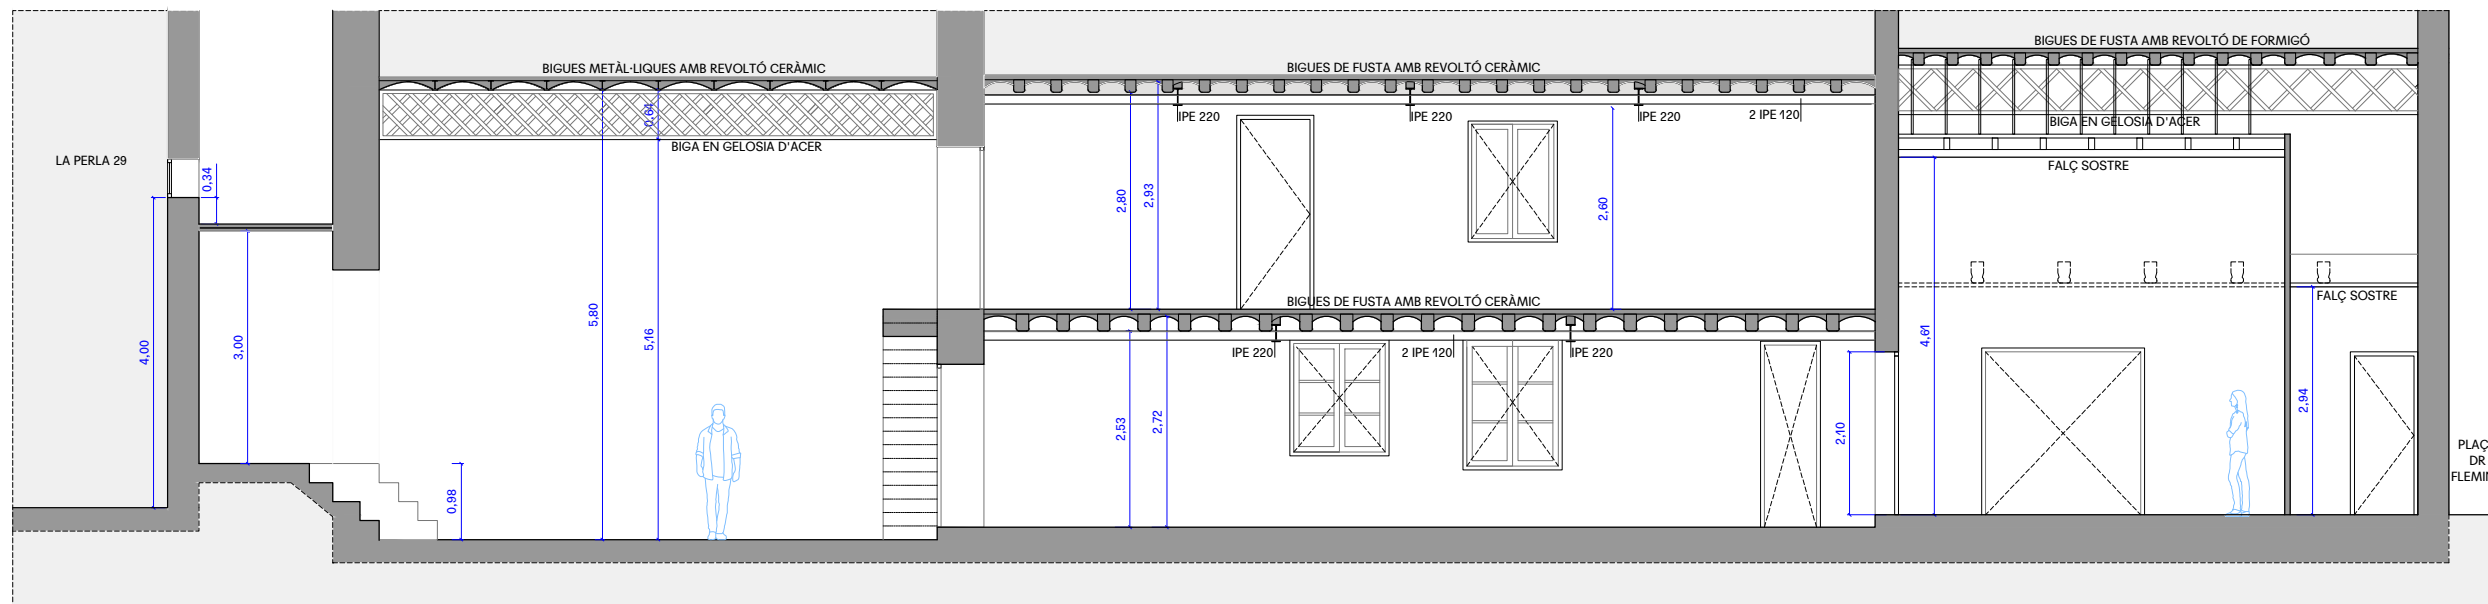 BIGUES DE FUSTA AMB REVOLTÓ DE FORMIGÓ
BIGUES METÀL·LIQUES AMB REVOLTÓ CERÀMIC
BIGUES DE FUSTA AMB REVOLTÓ CERÀMIC
0,64
IPE 220
IPE 220
IPE 220
2 IPE 120
BIGA EN GELOSIA D'ACER
BIGA EN GELOSIA D'ACER
LA PERLA 29
FALÇ SOSTRE
0,34
2,80
2,93
2,60
BIGUES DE FUSTA AMB REVOLTÓ CERÀMIC
FALÇ SOSTRE
5,80
5,16
4,61
4,00
3,00
IPE 220
2 IPE 120
IPE 220
2,94
2,53
2,72
2,10
0,98
PLAÇ
DR
FLEMIN